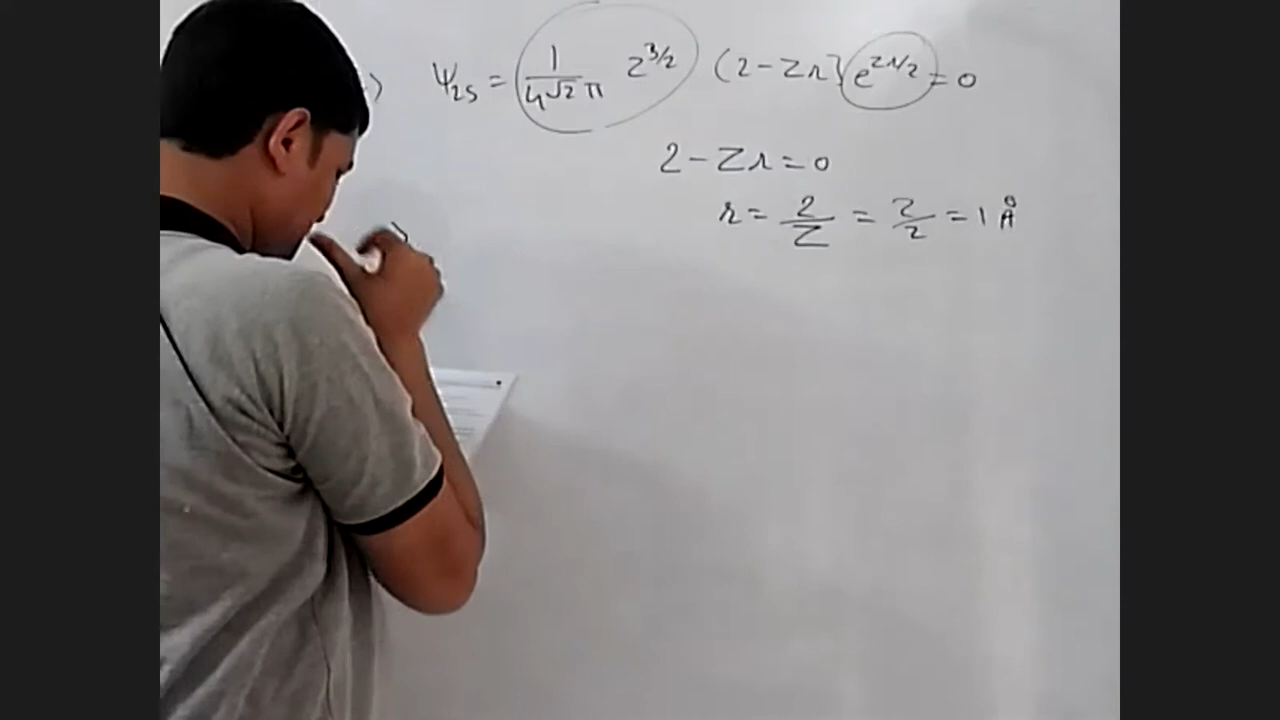 ) ψ₂ₛ = 1/4√2π Z^3/2 (2-Zr) e^Zr/2 = 0
2 - Zr = 0
r = 2/Z = 2/2 = 1 Å